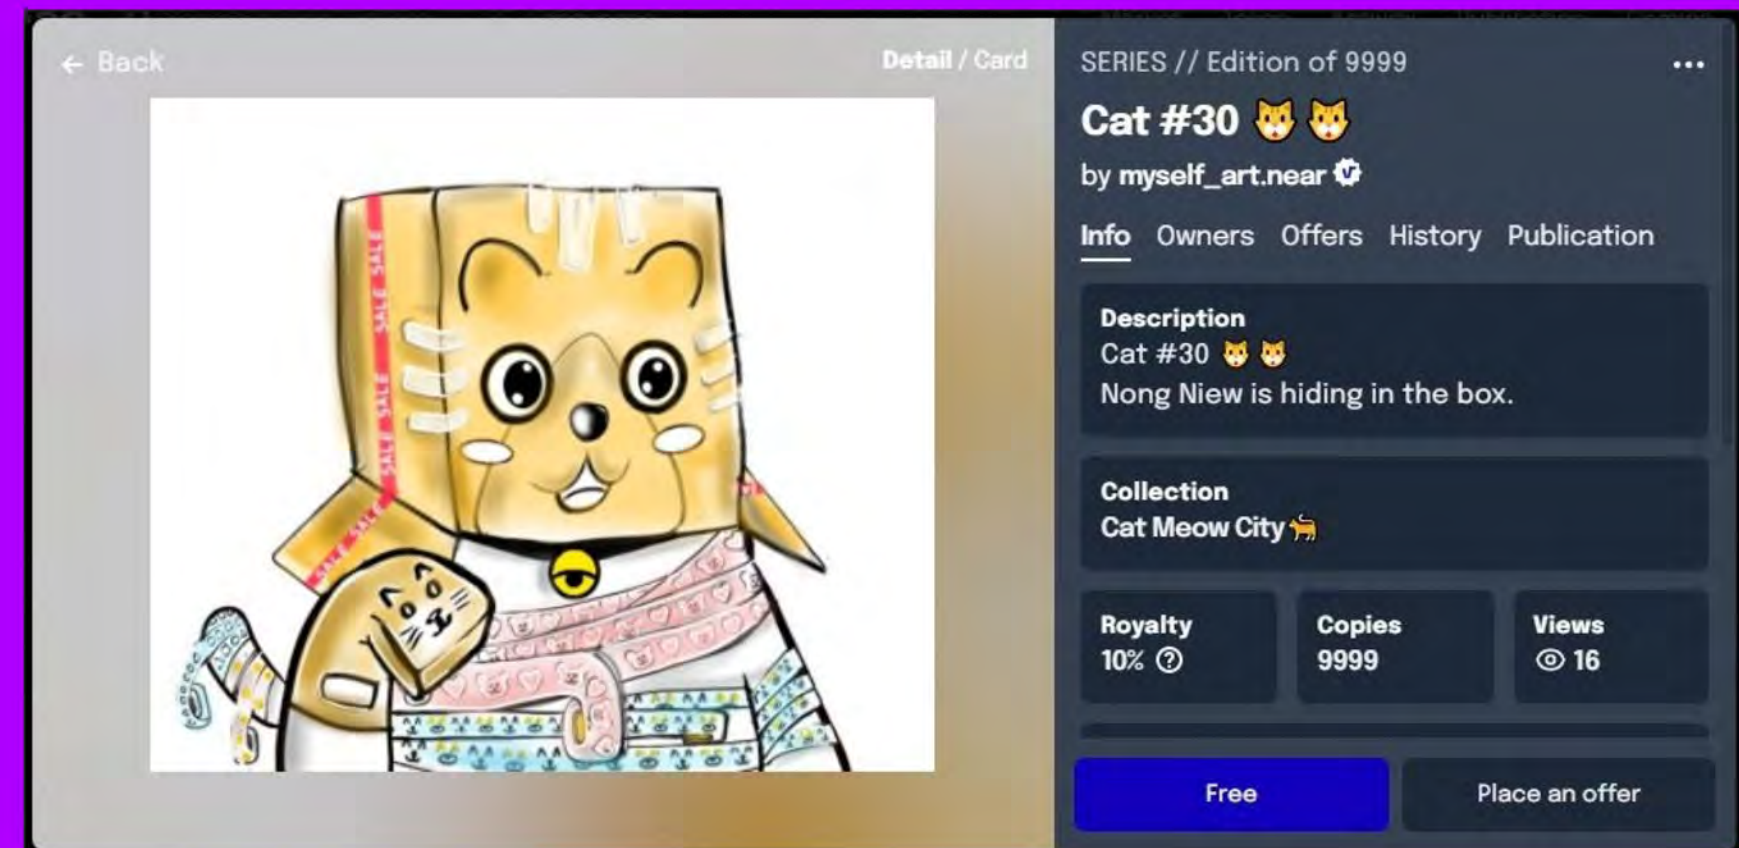 ← Back
Detail / Card
SALE SALE SALE SALE SALE SALE
SERIES // Edition of 9999
Cat #30 🐱 🐱
by myself_art.near
Info Owners Offers History Publication
Description
Cat #30 🐱 🐱
Nong Niew is hiding in the box.
Collection
Cat Meow City🐈
Royalty
10%
Copies
9999
Views
16
Free
Place an offer